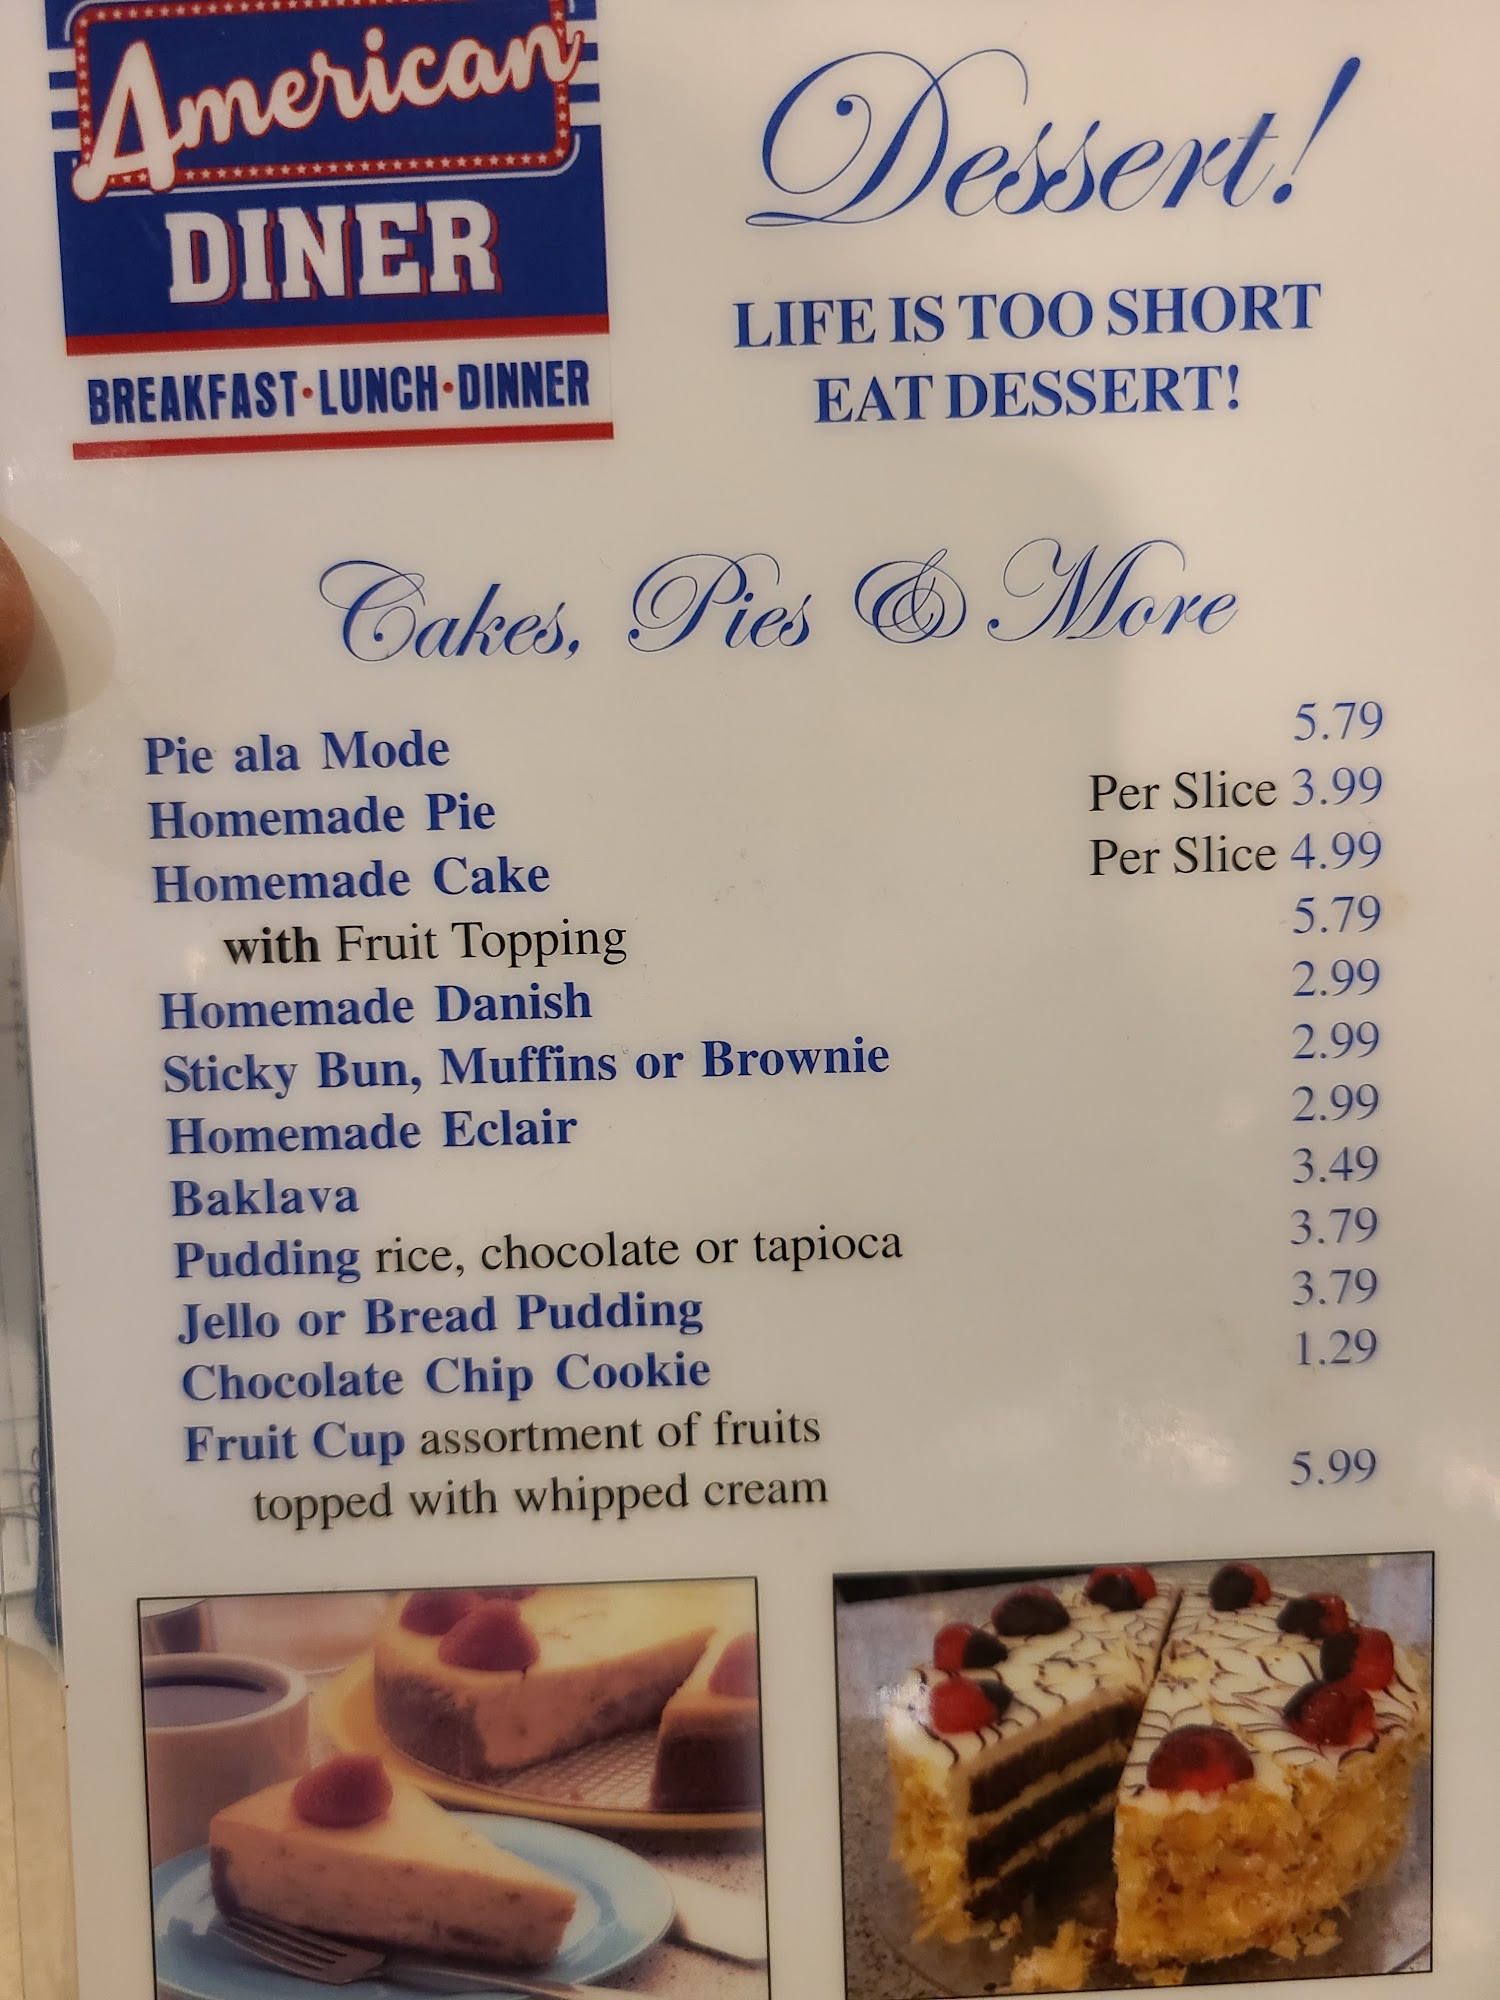 American
DINER
BREAKFAST·LUNCH·DINNER
Dessert!
LIFE IS TOO SHORT
EAT DESSERT!
Cakes, Pies & More
Pie ala Mode 5.79
Homemade Pie Per Slice 3.99
Homemade Cake Per Slice 4.99
with Fruit Topping 5.79
Homemade Danish 2.99
Sticky Bun, Muffins or Brownie 2.99
Homemade Eclair 2.99
Baklava 3.49
Pudding rice, chocolate or tapioca 3.79
Jello or Bread Pudding 3.79
Chocolate Chip Cookie 1.29
Fruit Cup assortment of fruits
topped with whipped cream 5.99